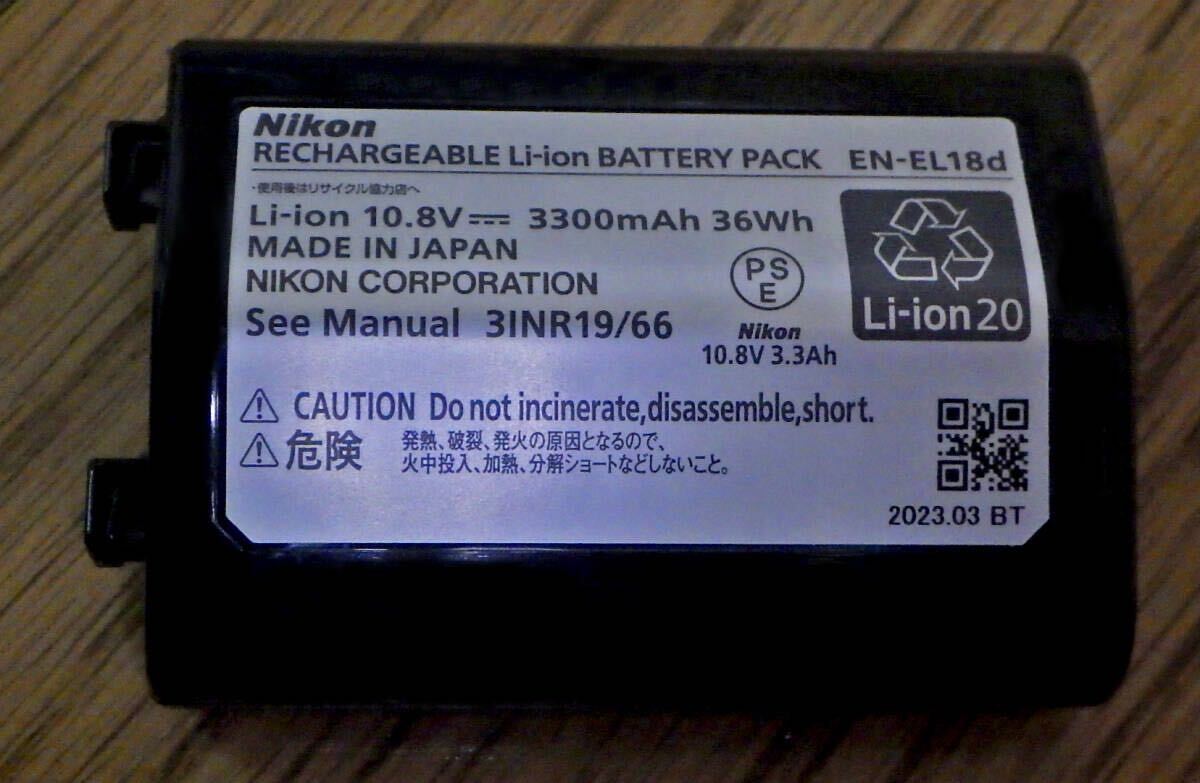 Nikon
RECHARGEABLE Li-ion BATTERY PACK EN-EL18d
・使用後はリサイクル協力店へ
Li-ion 10.8V⎓ 3300mAh 36Wh
MADE IN JAPAN
NIKON CORPORATION
See Manual 3INR19/66
PS
E
Nikon
10.8V 3.3Ah
Li-ion20
⚠ CAUTION Do not incinerate,disassemble,short.
⚠危険 発熱、破裂、発火の原因となるので、
火中投入、加熱、分解ショートなどしないこと。
2023.03 BT